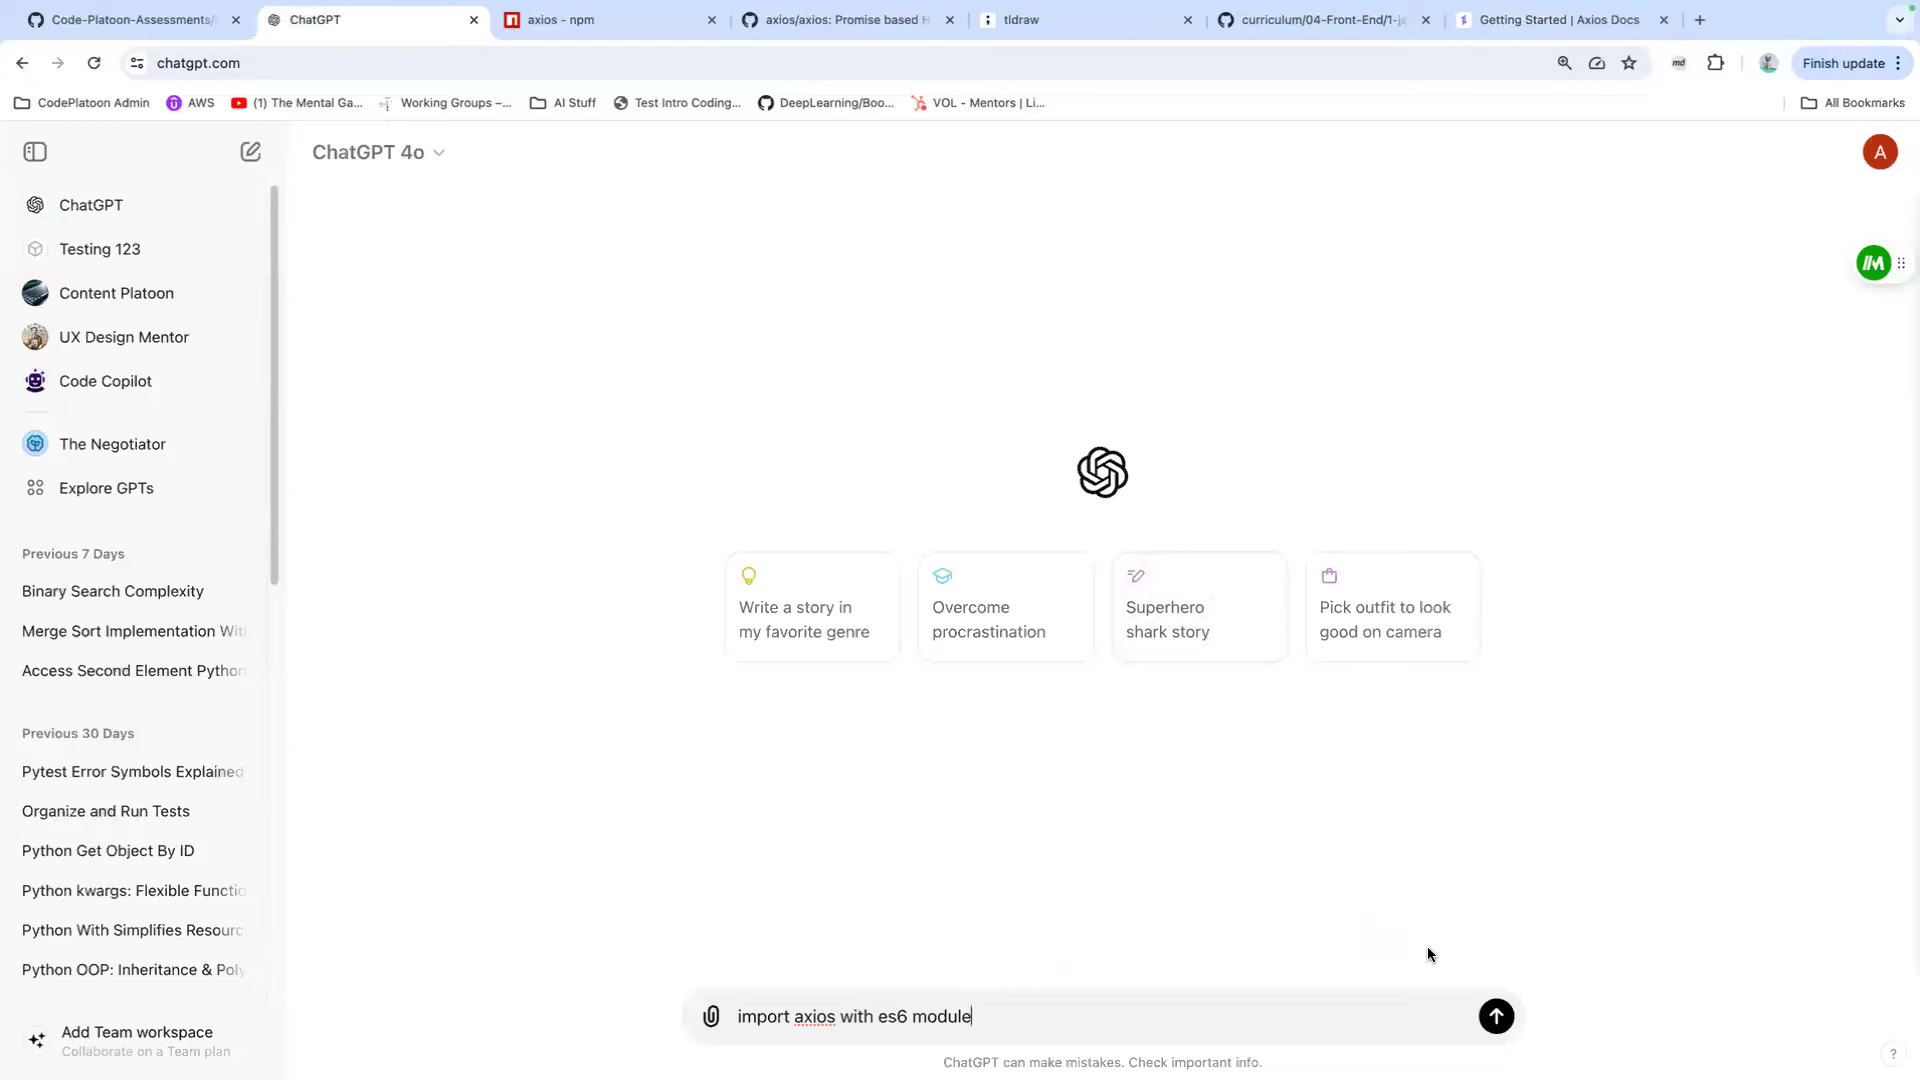 Code-Platoon-Assessments/
ChatGPT
axios - npm
axios/axios: Promise based H
tldraw
curriculum/04-Front-End/1-js
Getting Started | Axios Docs
chatgpt.com
md
Finish update
CodePlatoon Admin
AWS
(1) The Mental Ga...
Working Groups –...
AI Stuff
Test Intro Coding...
DeepLearning/Boo...
VOL - Mentors | Li...
All Bookmarks
ChatGPT 4o
A
ChatGPT
Testing 123
Content Platoon
UX Design Mentor
Code Copilot
The Negotiator
Explore GPTs
Previous 7 Days
Binary Search Complexity
Merge Sort Implementation Wit
Access Second Element Python
Previous 30 Days
Pytest Error Symbols Explained
Organize and Run Tests
Python Get Object By ID
Python kwargs: Flexible Functio
Python With Simplifies Resourc
Python OOP: Inheritance & Poly
Add Team workspace
Collaborate on a Team plan
Write a story in
my favorite genre
Overcome
procrastination
Superhero
shark story
Pick outfit to look
good on camera
import axios with es6 module
ChatGPT can make mistakes. Check important info.
?